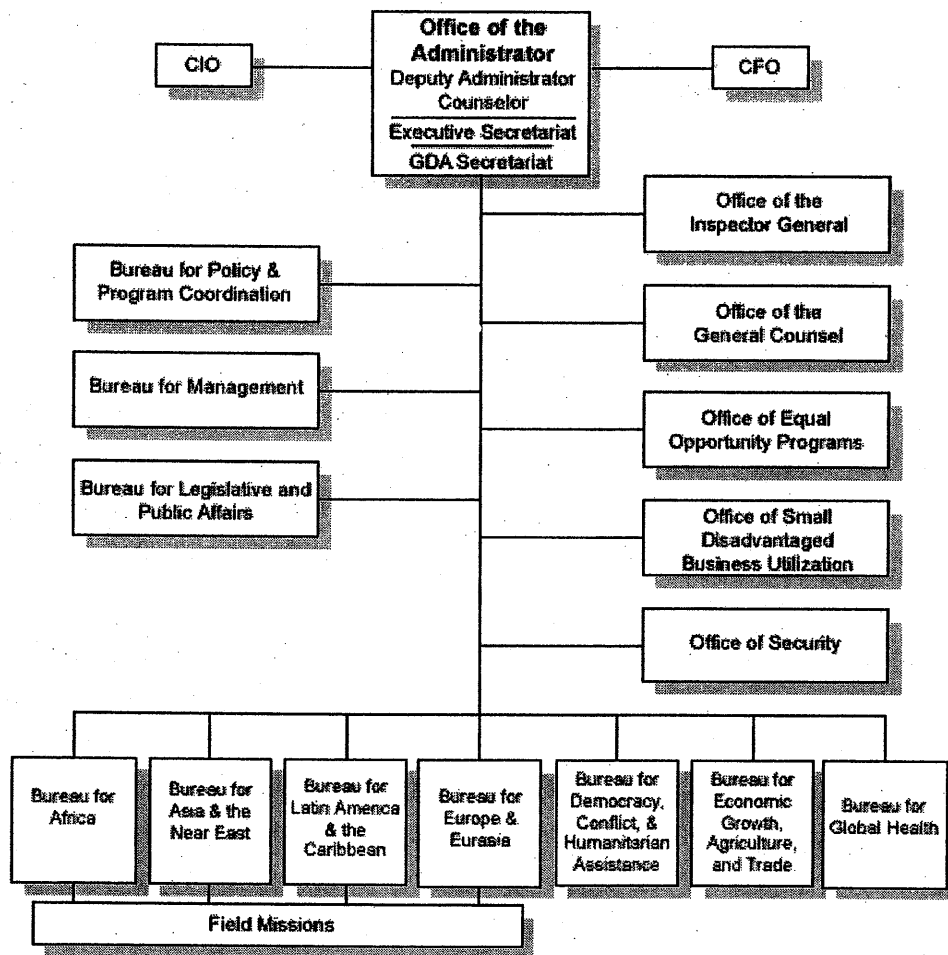 Office of the
Administrator
Deputy Administrator
Counselor
Executive Secretariat
GDA Secretariat
CIO
CFO
Office of the
Inspector General
Bureau for Policy &
Program Coordination
Office of the
General Counsel
Bureau for Management
Office of Equal
Opportunity Programs
Bureau for Legislative and
Public Affairs
Office of Small
Disadvantaged
Business Utilization
Office of Security
Bureau for
Africa
Bureau for
Asia & the
Near East
Bureau for
Latin America
& the
Caribbean
Bureau for
Europe &
Eurasia
Bureau for
Democracy,
Conflict, &
Humanitarian
Assistance
Bureau for
Economic
Growth,
Agriculture,
and Trade
Bureau for
Global Health
Field Missions